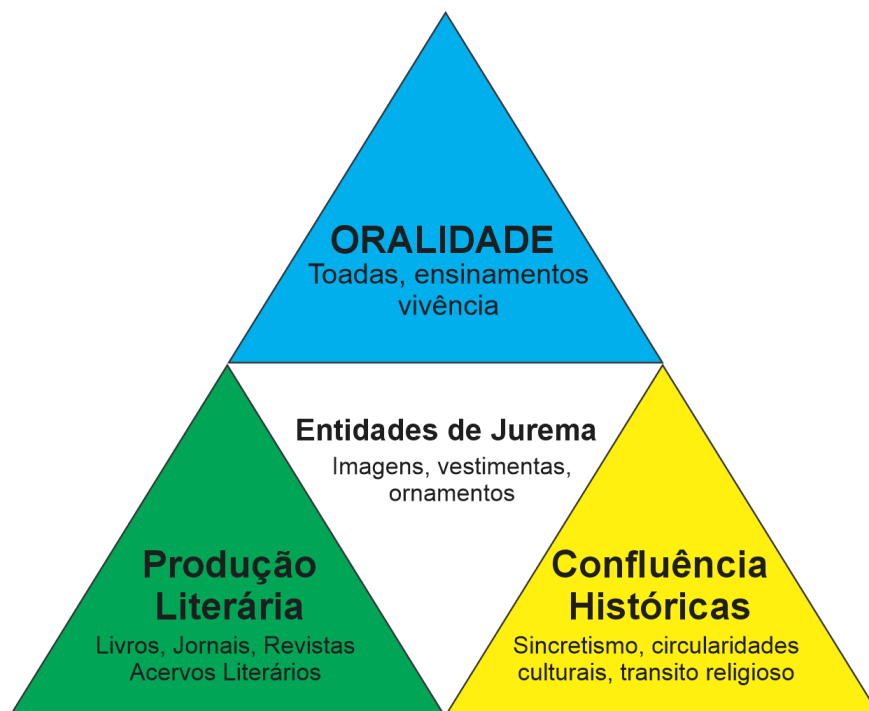 ORALIDADE
Toadas, ensinamentos
vivência
Entidades de Jurema
Imagens, vestimentas,
ornamentos
Produção
Literária
Livros, Jornais, Revistas
Acervos Literários
Confluência
Históricas
Sincretismo, circularidades
culturais, transito religioso